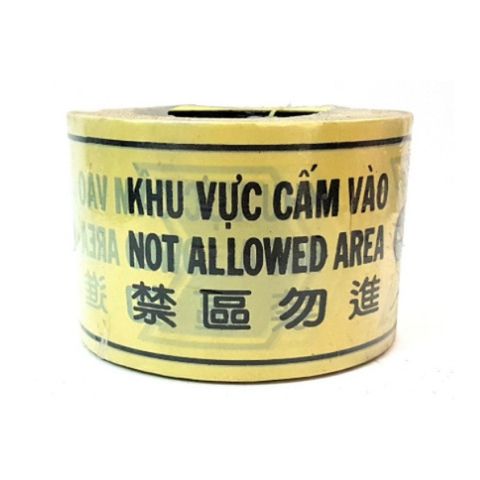 KHU VỰC CẤM VÀO
NOT ALLOWED AREA
禁區勿進